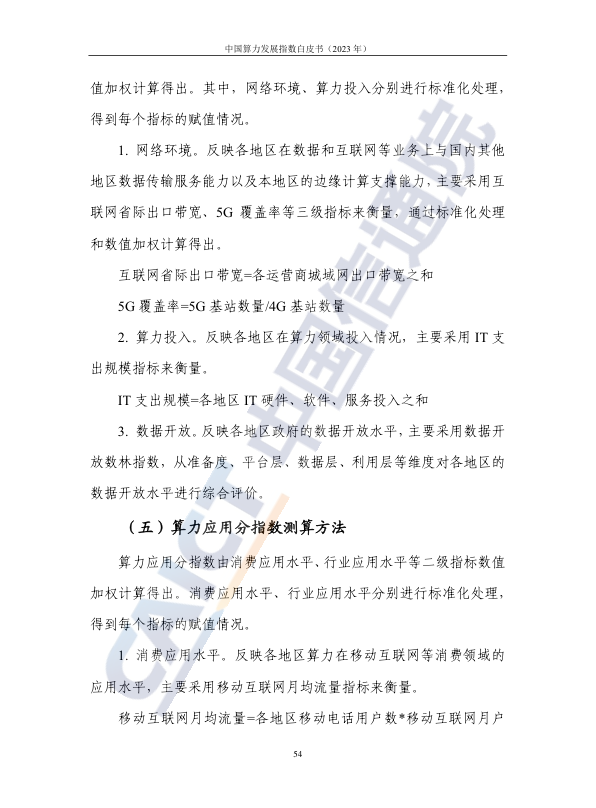 中国算力发展指数白皮书（2023 年）
值加权计算得出。其中，网络环境、算力投入分别进行标准化处理，
得到每个指标的赋值情况。
1. 网络环境。反映各地区在数据和互联网等业务上与国内其他
地区数据传输服务能力以及本地区的边缘计算支撑能力，主要采用互
联网省际出口带宽、5G 覆盖率等三级指标来衡量，通过标准化处理
和数值加权计算得出。
互联网省际出口带宽=各运营商城域网出口带宽之和
5G 覆盖率=5G 基站数量/4G 基站数量
2. 算力投入。反映各地区在算力领域投入情况，主要采用 IT 支
出规模指标来衡量。
IT 支出规模=各地区 IT 硬件、软件、服务投入之和
3. 数据开放。反映各地区政府的数据开放水平，主要采用数据开
放数林指数，从准备度、平台层、数据层、利用层等维度对各地区的
数据开放水平进行综合评价。
（五）算力应用分指数测算方法
算力应用分指数由消费应用水平、行业应用水平等二级指标数值
加权计算得出。消费应用水平、行业应用水平分别进行标准化处理，
得到每个指标的赋值情况。
1. 消费应用水平。反映各地区算力在移动互联网等消费领域的
应用水平，主要采用移动互联网月均流量指标来衡量。
移动互联网月均流量=各地区移动电话用户数*移动互联网月户
54
CAICT 中国信通院